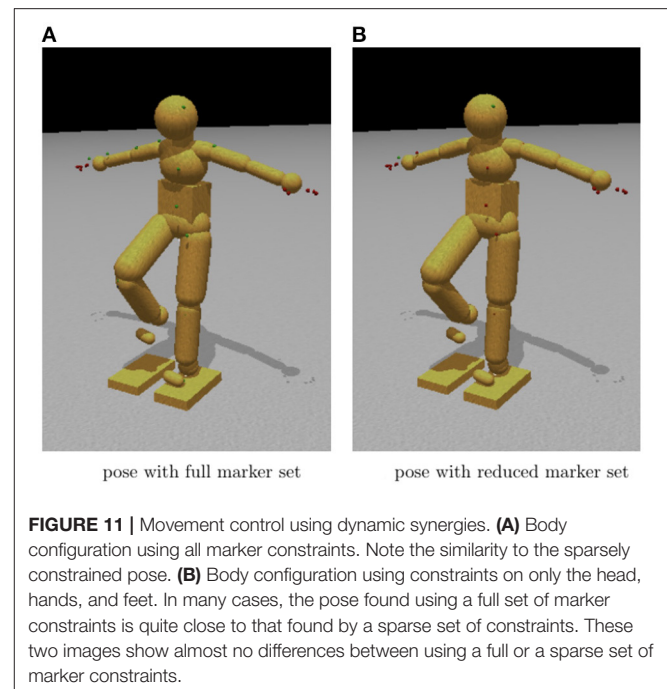 A
B
pose with full marker set
pose with reduced marker set
FIGURE 11 | Movement control using dynamic synergies. (A) Body
configuration using all marker constraints. Note the similarity to the sparsely
constrained pose. (B) Body configuration using constraints on only the head,
hands, and feet. In many cases, the pose found using a full set of marker
constraints is quite close to that found by a sparse set of constraints. These
two images show almost no differences between using a full or a sparse set of
marker constraints.